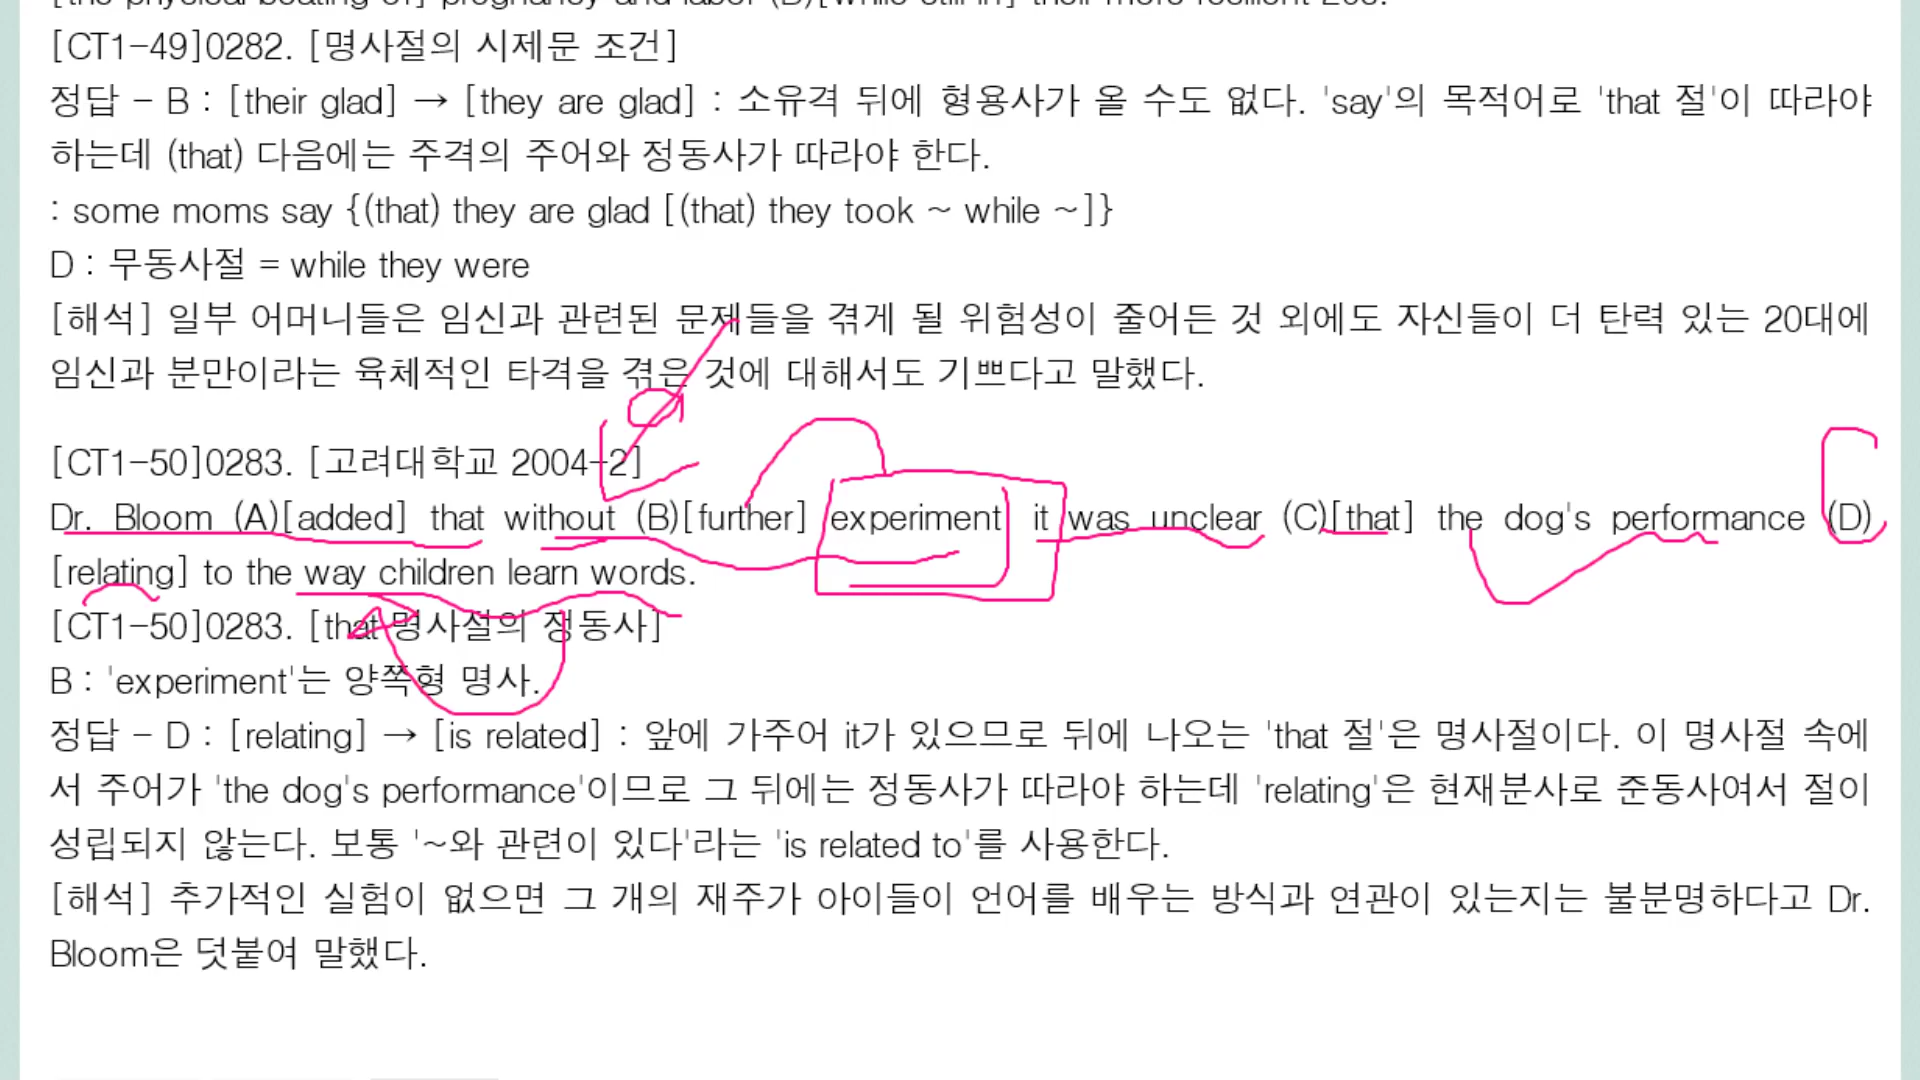 [the physical beating of] pregnancy and labor (D)[while still in] their more resilient 20s.
[CT1-49]0282. [명사절의 시제문 조건]
정답 - B : [their glad] → [they are glad] : 소유격 뒤에 형용사가 올 수도 없다. 'say'의 목적어로 'that 절'이 따라야
하는데 (that) 다음에는 주격의 주어와 정동사가 따라야 한다.
: some moms say {(that) they are glad [(that) they took ~ while ~]}
D : 무동사절 = while they were
[해석] 일부 어머니들은 임신과 관련된 문제들을 겪게 될 위험성이 줄어든 것 외에도 자신들이 더 탄력 있는 20대에
임신과 분만이라는 육체적인 타격을 겪은 것에 대해서도 기쁘다고 말했다.
[CT1-50]0283. [고려대학교 2004-2]
Dr. Bloom (A)[added] that without (B)[further] experiment it was unclear (C)[that] the dog's performance (D)
[relating] to the way children learn words.
[CT1-50]0283. [that 명사절의 정동사]
B : 'experiment'는 양쪽형 명사.
정답 - D : [relating] → [is related] : 앞에 가주어 it가 있으므로 뒤에 나오는 'that 절'은 명사절이다. 이 명사절 속에
서 주어가 'the dog's performance'이므로 그 뒤에는 정동사가 따라야 하는데 'relating'은 현재분사로 준동사여서 절이
성립되지 않는다. 보통 '~와 관련이 있다'라는 'is related to'를 사용한다.
[해석] 추가적인 실험이 없으면 그 개의 재주가 아이들이 언어를 배우는 방식과 연관이 있는지는 불분명하다고 Dr.
Bloom은 덧붙여 말했다.